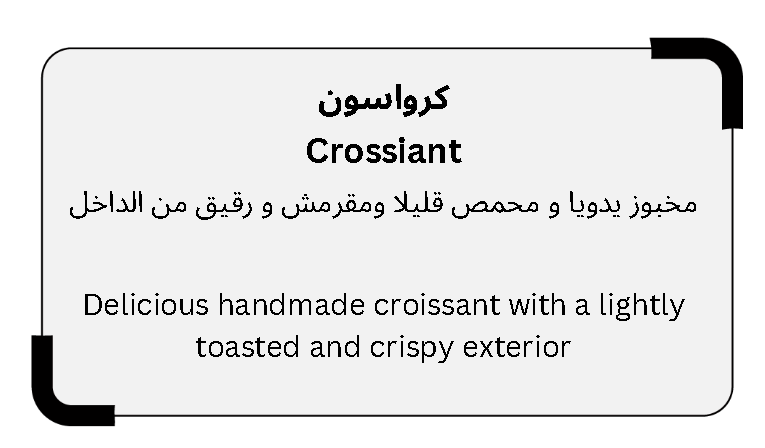 كرواسون
Crossiant
مخبوز يدويا و محمص قليلا ومقرمش و رقيق من الداخل
Delicious handmade croissant with a lightly
toasted and crispy exterior